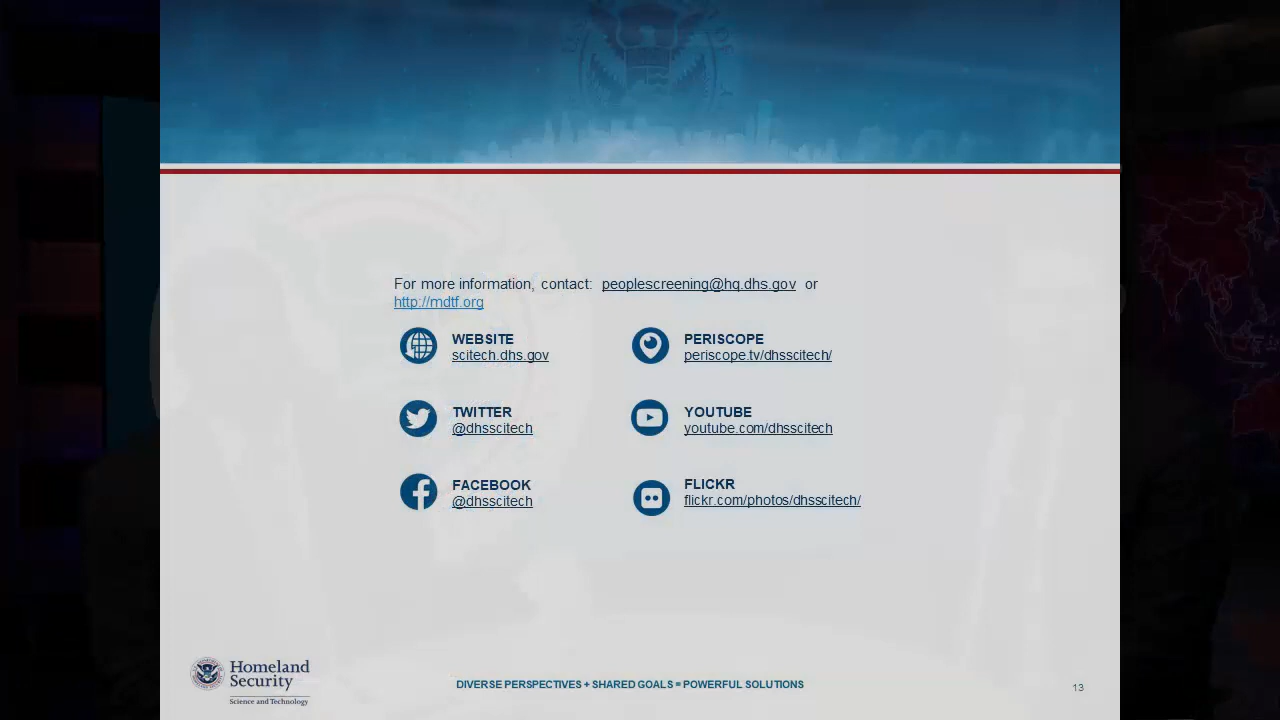 For more information, contact: peoplescreening@hq.dhs.gov or
http://mdtf.org
WEBSITE
scitech.dhs.gov
PERISCOPE
periscope.tv/dhsscitech/
TWITTER
@dhsscitech
YOUTUBE
youtube.com/dhsscitech
FACEBOOK
@dhsscitech
FLICKR
flickr.com/photos/dhsscitech/
Homeland
Security
Science and Technology
DIVERSE PERSPECTIVES + SHARED GOALS = POWERFUL SOLUTIONS
13